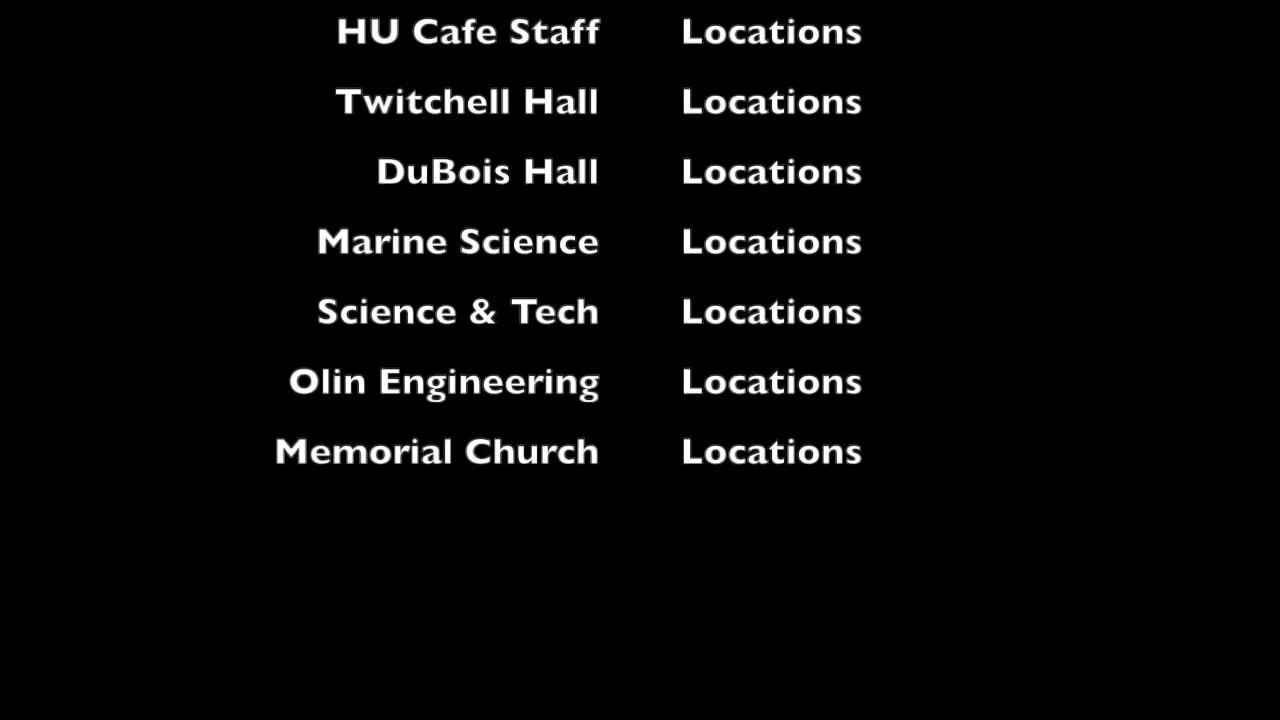 HU Cafe Staff Locations
Twitchell Hall Locations
DuBois Hall Locations
Marine Science Locations
Science & Tech Locations
Olin Engineering Locations
Memorial Church Locations